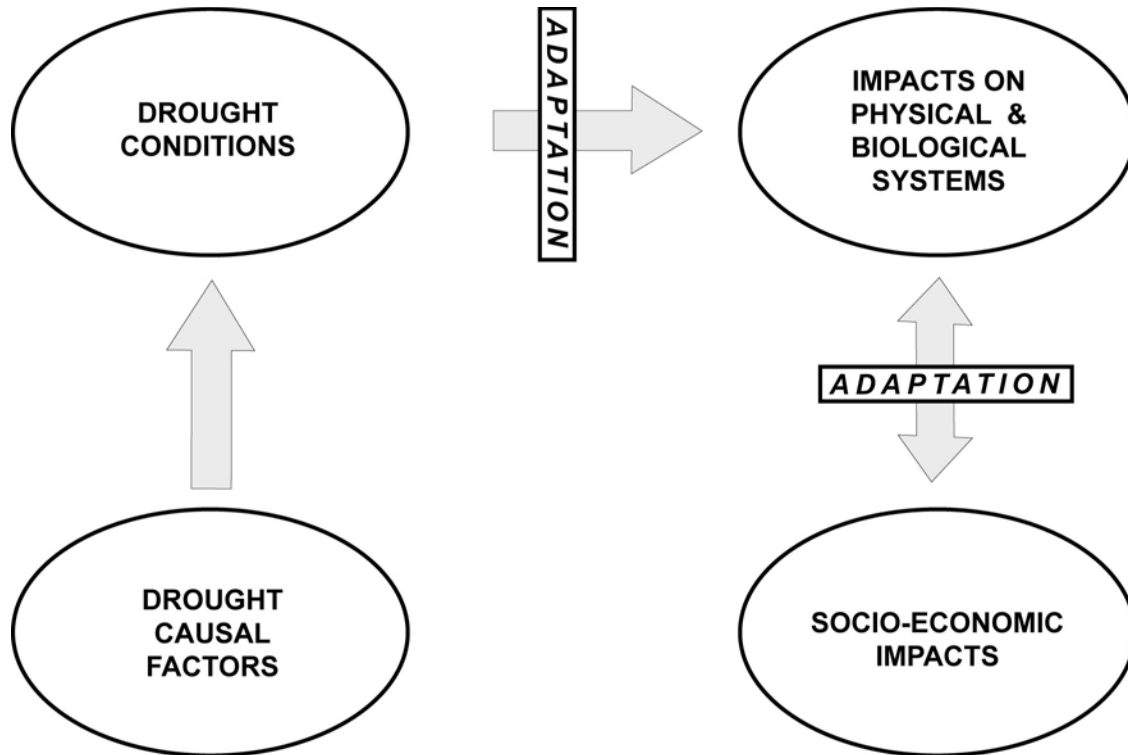 DROUGHT
CONDITIONS
ADAPTATION
IMPACTS ON
PHYSICAL &
BIOLOGICAL
SYSTEMS
ADAPTATION
DROUGHT
CAUSAL
FACTORS
SOCIO-ECONOMIC
IMPACTS